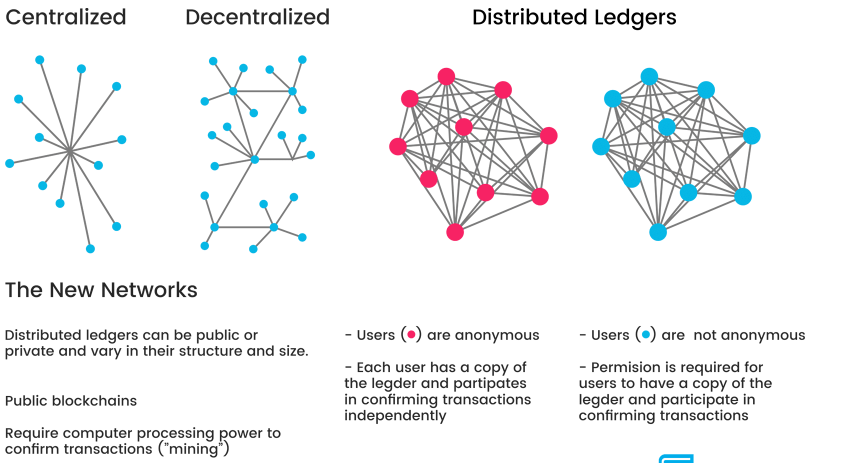 Centralized
Decentralized
Distributed Ledgers
The New Networks
Distributed ledgers can be public or
private and vary in their structure and size.
Public blockchains
Require computer processing power to
confirm transactions ("mining")
- Users (●) are anonymous
- Each user has a copy of
the legder and partipates
in confirming transactions
independently
- Users (●) are not anonymous
- Permision is required for
users to have a copy of the
legder and participate in
confirming transactions